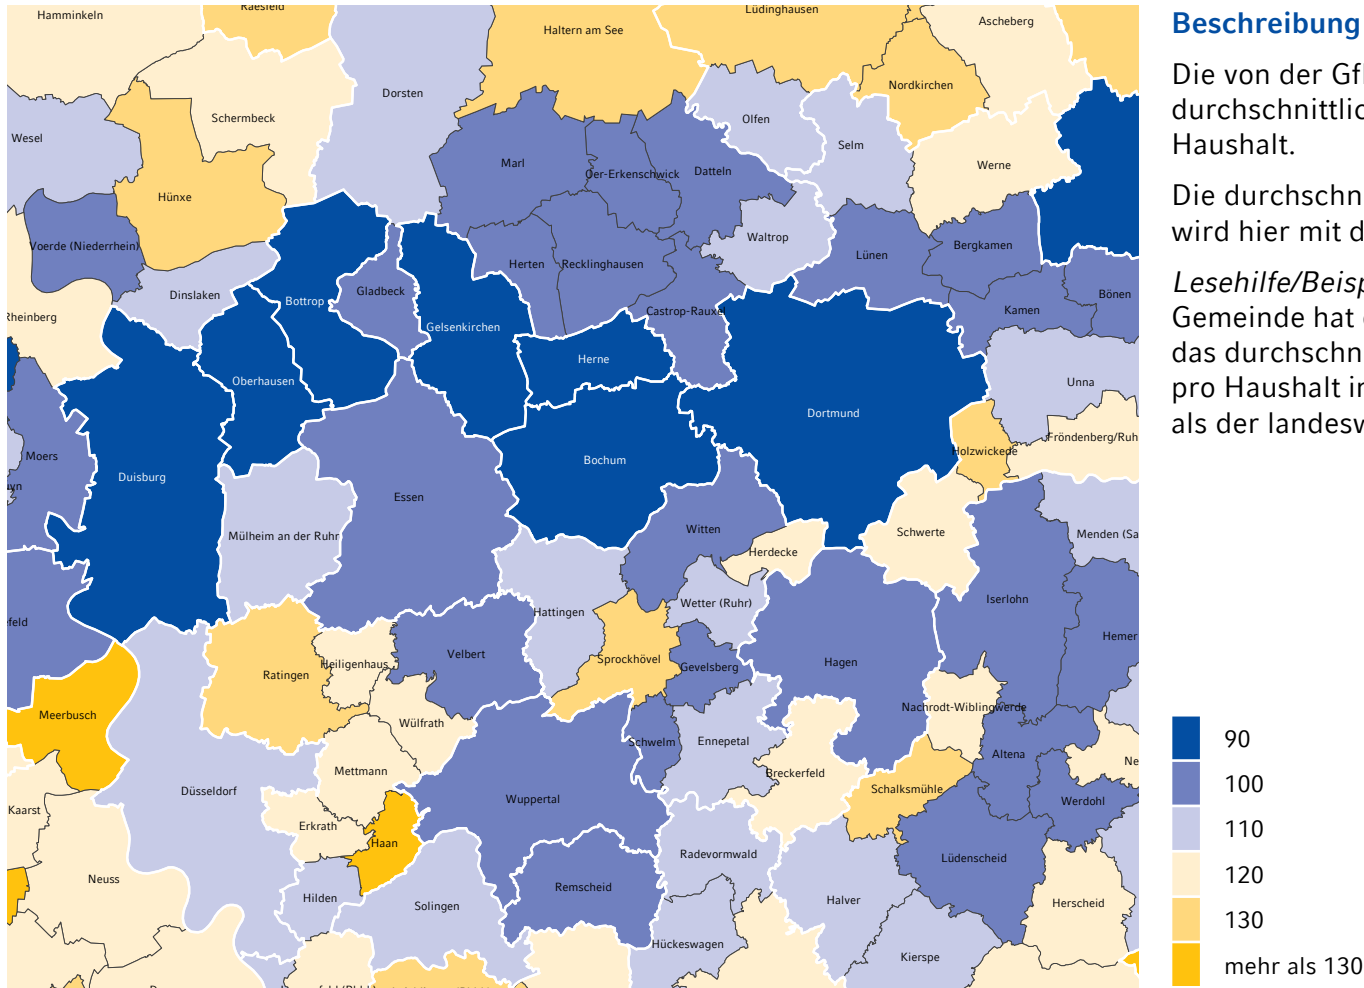 Hamminkeln
Raesfeld
Lüdinghausen
Ascheberg
Haltern am See
Dorsten
Nordkirchen
Schermbeck
Olfen
Wesel
Selm
Marl
Oer-Erkenschwick
Datteln
Werne
Hünxe
Voerde (Niederrhein)
Waltrop
Bergkamen
Lünen
Herten
Recklinghausen
Dinslaken
Bottrop
Gladbeck
Bönen
Rheinberg
Gelsenkirchen
Castrop-Rauxel
Kamen
Herne
Oberhausen
Unna
Dortmund
Fröndenberg/Ruh
Moers
Holzwickede
Bochum
Duisburg
Essen
Mülheim an der Ruhr
Witten
Schwerte
Menden (Sa
Herdecke
Hattingen
Wetter (Ruhr)
Iserlohn
efeld
Hemer
Velbert
Heiligenhaus
Sprockhövel
Gevelsberg
Hagen
Ratingen
Meerbusch
Wülfrath
Nachrodt-Wiblingwerde
Schwelm
Ennepetal
Altena
Ne
Mettmann
Breckerfeld
Düsseldorf
Wuppertal
Schalksmühle
Werdohl
Kaarst
Erkrath
Haan
Radevormwald
Lüdenscheid
Neuss
Remscheid
Hilden
Solingen
Halver
Herscheid
Hückeswagen
Kierspe
Beschreibung
Die von der Gf
durchschnittlic
Haushalt.
Die durchschn
wird hier mit d
Lesehilfe/Beisp
Gemeinde hat
das durchschn
pro Haushalt i
als der landesw
90
100
110
120
130
mehr als 130